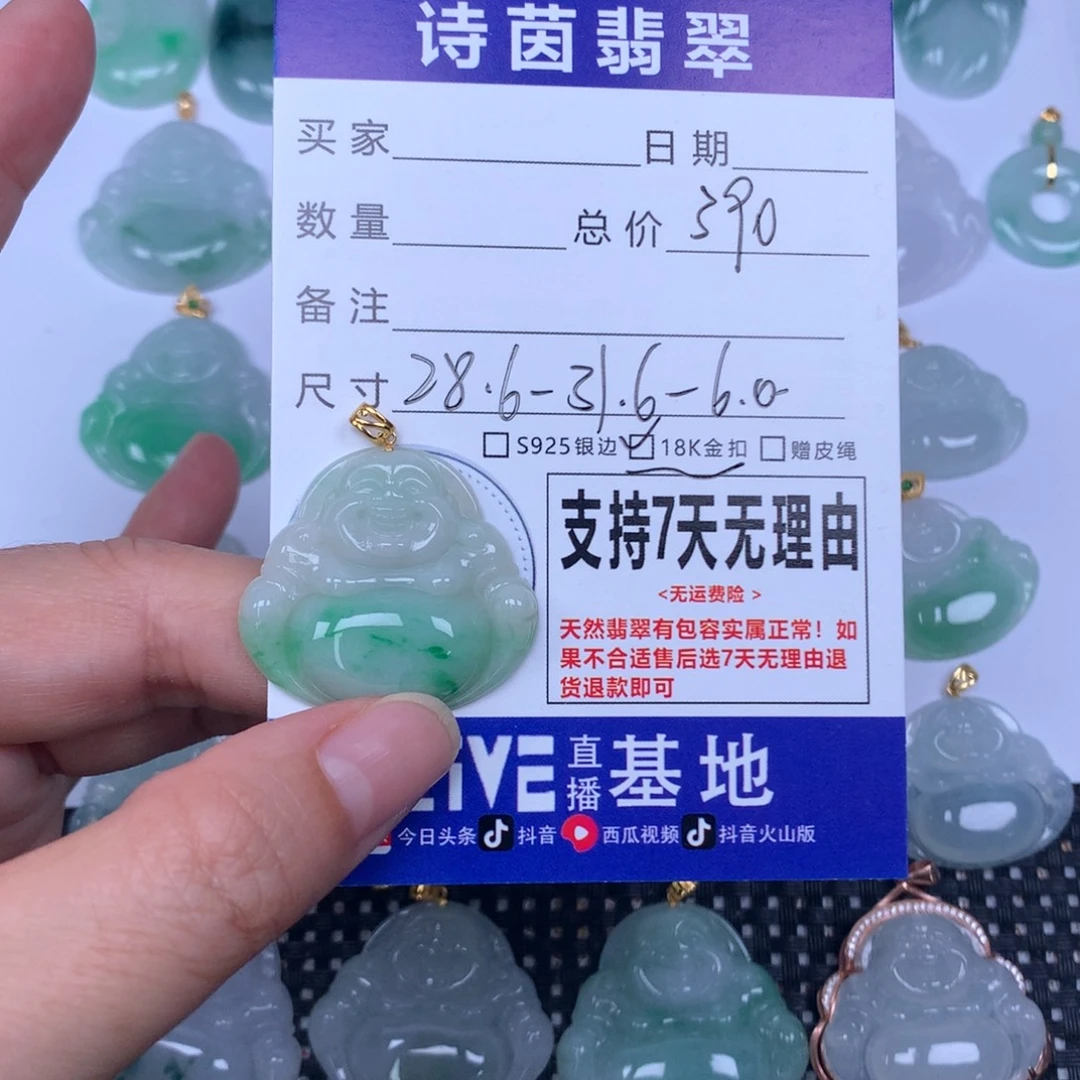 诗茵翡翠
买家 日期
数量 总价 390
备注
尺寸 28.6-31.6-6.0
S925银边 18K金扣 赠皮绳
支持7天无理由
<无运费险 >
天然翡翠有包容实属正常！如
果不合适售后选7天无理由退
货退款即可
LIVE 直播 基地
今日头条 抖音 西瓜视频 抖音火山版